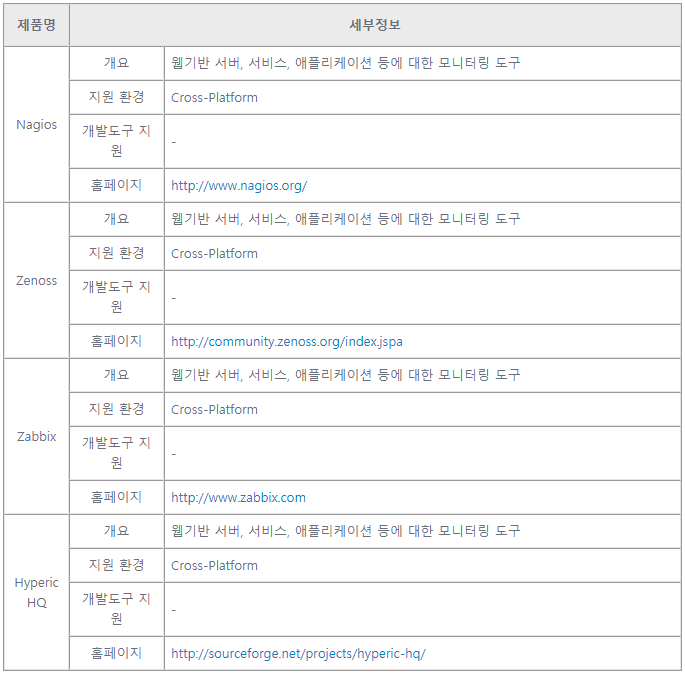 제품명 세부정보
개요 웹기반 서버, 서비스, 애플리케이션 등에 대한 모니터링 도구
지원 환경 Cross-Platform
Nagios
개발도구 지
원
-
홈페이지 http://www.nagios.org/
개요 웹기반 서버, 서비스, 애플리케이션 등에 대한 모니터링 도구
지원 환경 Cross-Platform
Zenoss
개발도구 지
원
-
홈페이지 http://community.zenoss.org/index.jspa
개요 웹기반 서버, 서비스, 애플리케이션 등에 대한 모니터링 도구
지원 환경 Cross-Platform
Zabbix
개발도구 지
원
-
홈페이지 http://www.zabbix.com
개요 웹기반 서버, 서비스, 애플리케이션 등에 대한 모니터링 도구
지원 환경 Cross-Platform
Hyperic
HQ
개발도구 지
원
-
홈페이지 http://sourceforge.net/projects/hyperic-hq/